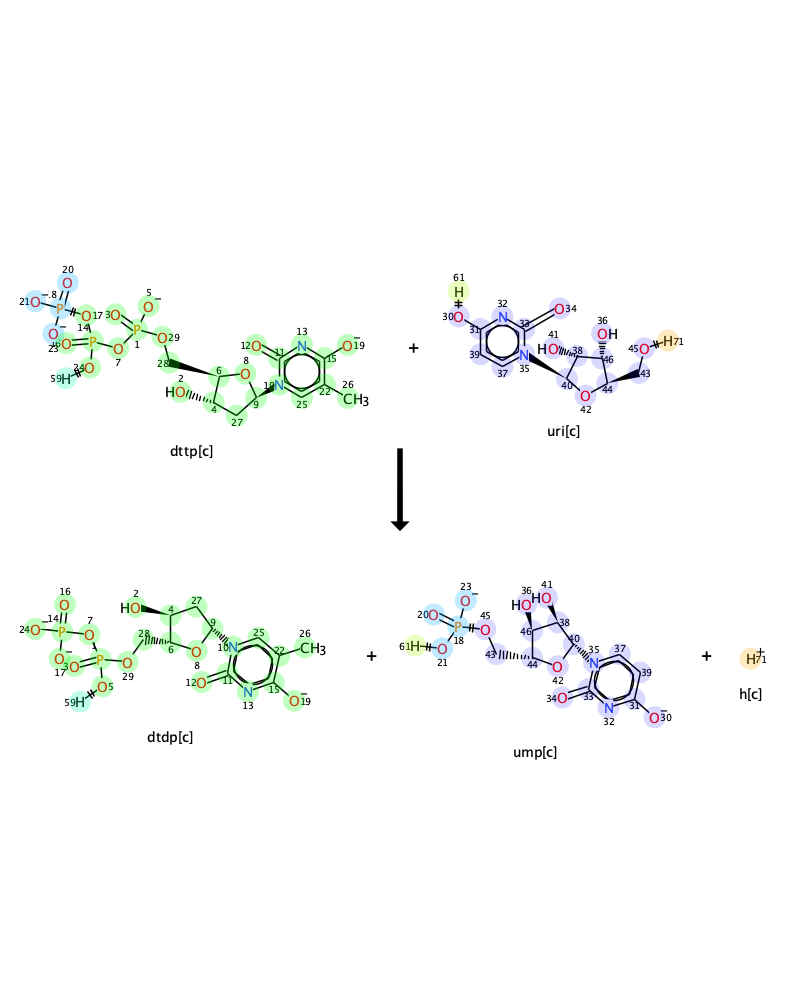 dttp[c]
+
uri[c]
dtdp[c]
+
ump[c]
+
h[c]
20
21 O − .8 P 17 O 14
O −
23 16 O P
24 O
59 H
7 O
3 O P 1
5 O −
29 O
28
6 8 O
2 HO 4
27 9
10 N
12 O 11
13 N
15 O − 19
22 26 CH3
25
61 H
30 O 31
32 N
33 O 34
39 37 N 35
36 OH
41 HO 38 46
40 42 O 44
45 O H 71
43
16 O
24 O − 14 P 7 O
17 O −
3 O P 1
59 H O 5
29 O
28
2 HO 4 27
6 8 O 9
10 N 25
22 26 CH3
12 O 11
13 N 15
O − 19
23 O −
20 O P 18
61 H O 21
45 O
43
36 HO 41 HO
46 38
44 42 O 40
35 N 37
39
34 O 33
32 N 31
O − 30
H + 71